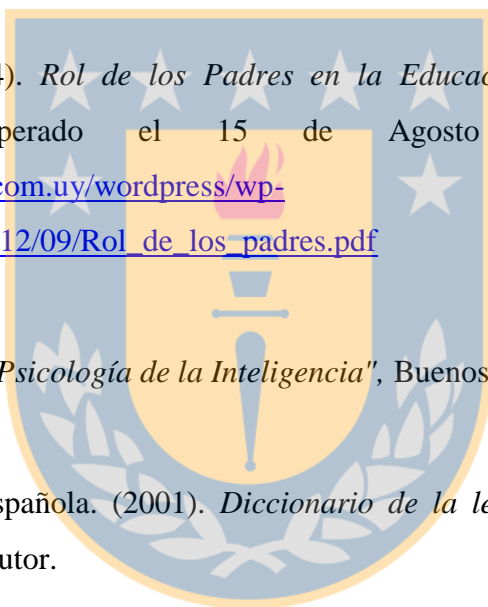 4). Rol de los Padres en la Educac
perado el 15 de Agosto
com.uy/wordpress/wp-
12/09/Rol_de_los_padres.pdf
Psicología de la Inteligencia", Buenos
spañola. (2001). Diccionario de la le
utor.